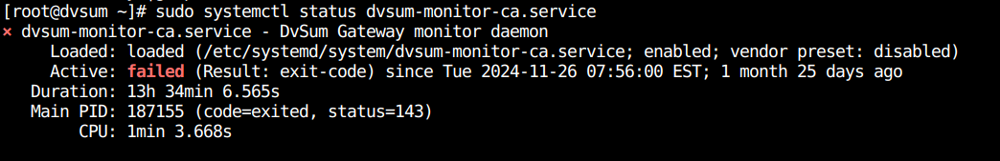 [root@dvsum ~]# sudo systemctl status dvsum-monitor-ca.service
× dvsum-monitor-ca.service - DvSum Gateway monitor daemon
Loaded: loaded (/etc/systemd/system/dvsum-monitor-ca.service; enabled; vendor preset: disabled)
Active: failed (Result: exit-code) since Tue 2024-11-26 07:56:00 EST; 1 month 25 days ago
Duration: 13h 34min 6.565s
Main PID: 187155 (code=exited, status=143)
CPU: 1min 3.668s